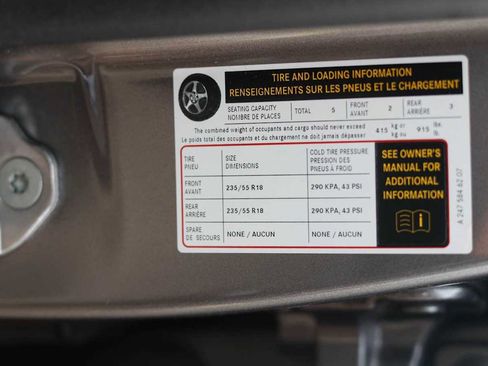 TIRE AND LOADING INFORMATION
RENSEIGNEMENTS SUR LES PNEUS ET LE CHARGEMENT
SEATING CAPACITY
NOMBRE DE PLACES
TOTAL 5
FRONT
AVANT
2
REAR
ARRIÈRE
3
The combined weight of occupants and cargo should never exceed
Le poids total des occupants et du chargement ne doit jamais dépasser
415 kg or
kg ou
915 lbs.
lb.
TIRE
PNEU
SIZE
DIMENSIONS
COLD TIRE PRESSURE
PRESSION DES
PNEUS À FROID
FRONT
AVANT
235/55 R18
290 KPA, 43 PSI
REAR
ARRIÈRE
235/55 R18
290 KPA, 43 PSI
SPARE
DE SECOURS
NONE / AUCUN
NONE / AUCUN
SEE OWNER'S
MANUAL FOR
ADDITIONAL
INFORMATION
A 247 584 62 07